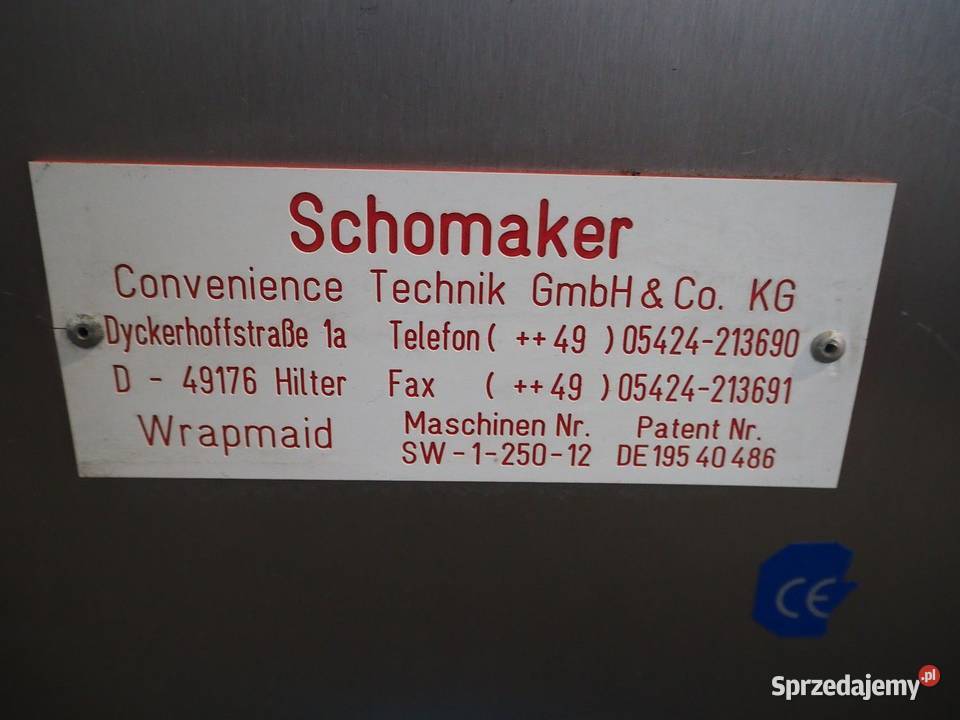 Schomaker
Convenience Technik GmbH & Co. KG
Dyckerhoffstraße 1a Telefon ( ++49 ) 05424-213690
D - 49176 Hilter Fax ( ++49 ) 05424-213691
Wrapmaid Maschinen Nr. Patent Nr.
SW-1-250-12 DE 195 40 486
CE
Sprzedajemy.pl